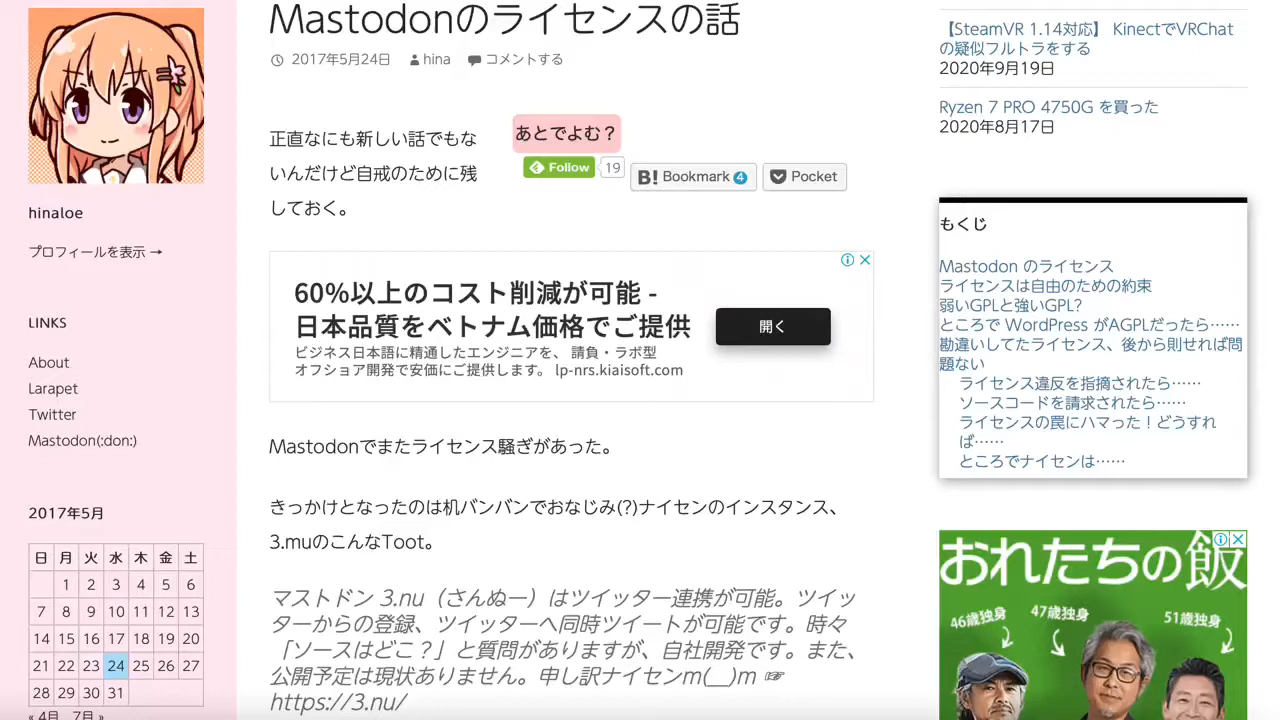 hinaloe
プロフィールを表示 →
LINKS
About
Larapet
Twitter
Mastodon(:don:)
2017年5月
日 月 火 水 木 金 土
1 2 3 4 5 6
7 8 9 10 11 12 13
14 15 16 17 18 19 20
21 22 23 24 25 26 27
28 29 30 31
« 4月 7月 »
Mastodonのライセンスの話
2017年5月24日 hina コメントする
正直なにも新しい話でもな
いんだけど自戒のために残
しておく。
あとでよむ？
Follow 19 B! Bookmark 4 Pocket
60%以上のコスト削減が可能 -
日本品質をベトナム価格でご提供
ビジネス日本語に精通したエンジニアを、 請負・ラボ型
オフショア開発で安価にご提供します。 lp-nrs.kiaisoft.com
開く
Mastodonでまたライセンス騒ぎがあった。
きっかけとなったのは机バンバンでおなじみ(?)ナイセンのインスタンス、
3.muのこんなToot。
マストドン 3.nu（さんぬー）はツイッター連携が可能。ツイッ
ターからの登録、ツイッターへ同時ツイートが可能です。時々
「ソースはどこ？」と質問がありますが、自社開発です。また、
公開予定は現状ありません。申し訳ナイセンm(__)m ☞
https://3.nu/
【SteamVR 1.14対応】 KinectでVRChat
の疑似フルトラをする
2020年9月19日
Ryzen 7 PRO 4750G を買った
2020年8月17日
もくじ
Mastodon のライセンス
ライセンスは自由のための約束
弱いGPLと強いGPL?
ところで WordPress がAGPLだったら……
勘違いしてたライセンス、後から則せれば問
題ない
ライセンス違反を指摘されたら……
ソースコードを請求されたら……
ライセンスの罠にハマった！どうすれ
ば……
ところでナイセンは……
おれたちの飯
46歳独身
47歳独身
51歳独身